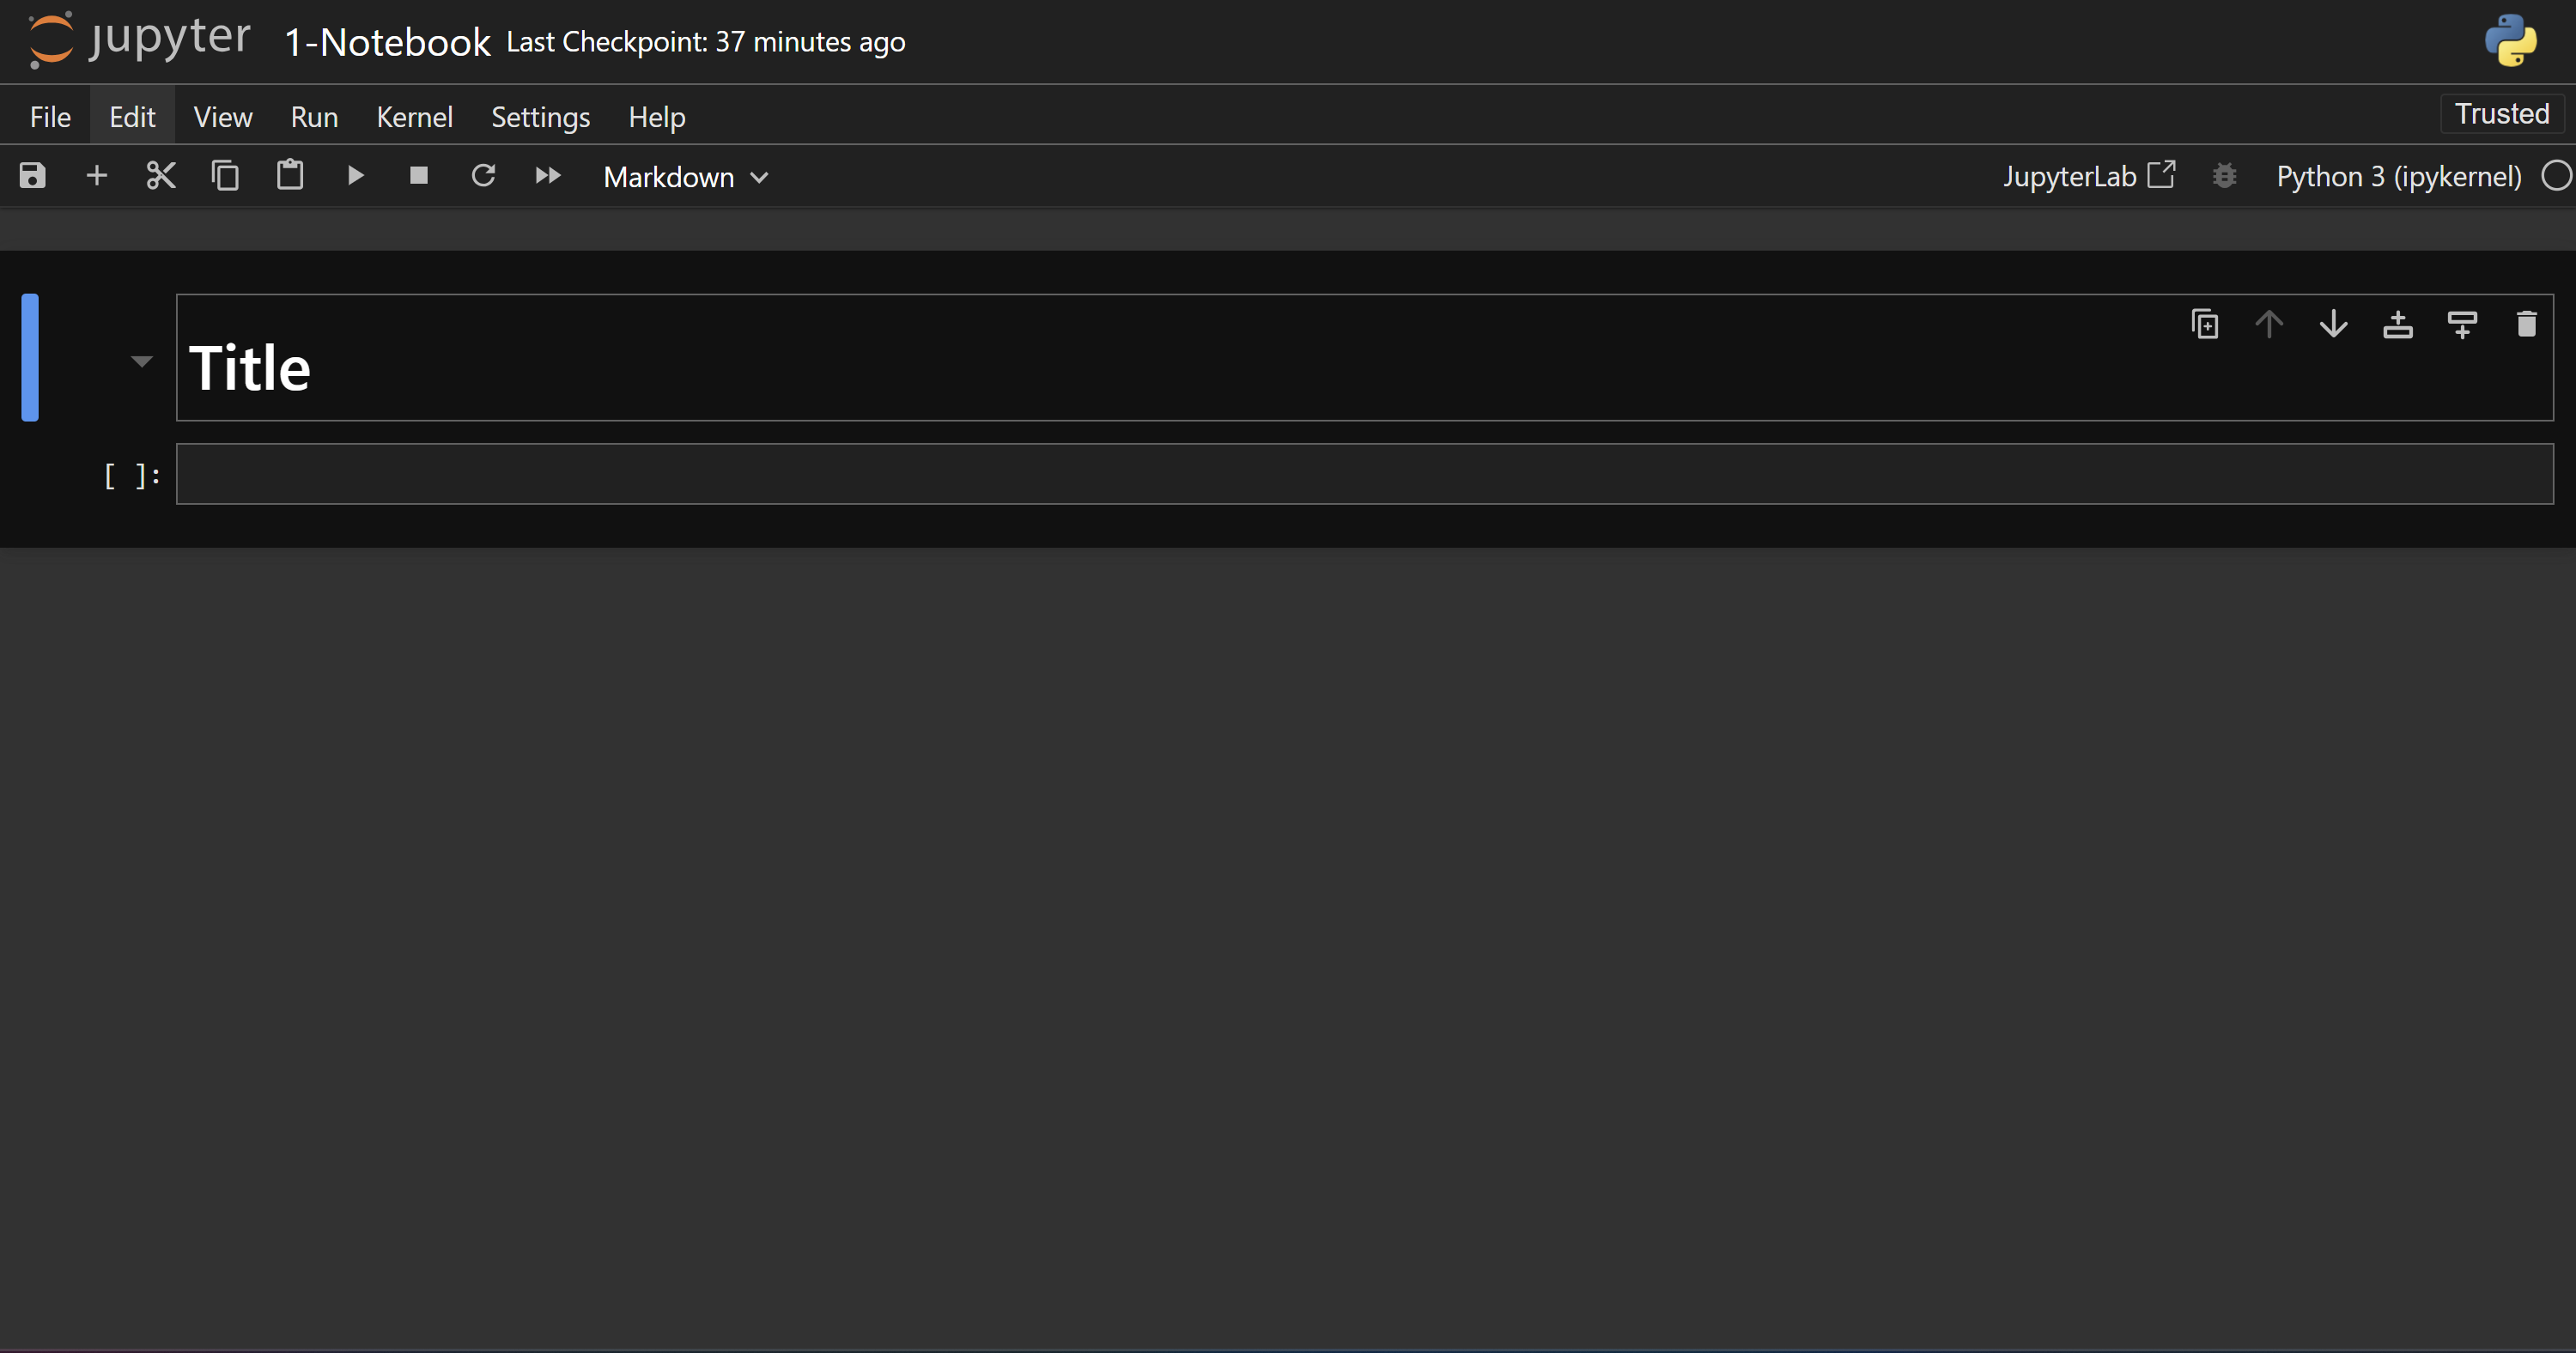 jupyter 1-Notebook Last Checkpoint: 37 minutes ago
File Edit View Run Kernel Settings Help Trusted
Markdown JupyterLab Python 3 (ipykernel)
Title
[ ]: